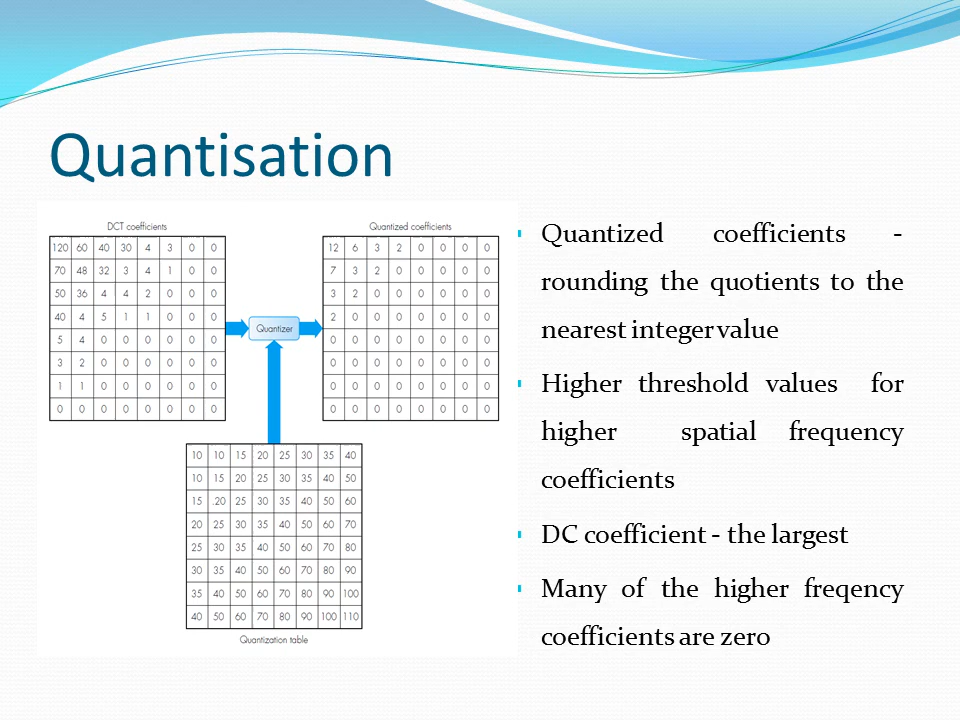 Quantisation
DCT coefficients
120 60 40 30 4 3 0 0
70 48 32 3 4 1 0 0
50 36 4 4 2 0 0 0
40 4 5 1 1 0 0 0
5 4 0 0 0 0 0 0
3 2 0 0 0 0 0 0
1 1 0 0 0 0 0 0
0 0 0 0 0 0 0 0
Quantizer
Quantized coefficients
12 6 3 2 0 0 0 0
7 3 2 0 0 0 0 0
3 2 0 0 0 0 0 0
2 0 0 0 0 0 0 0
0 0 0 0 0 0 0 0
0 0 0 0 0 0 0 0
0 0 0 0 0 0 0 0
0 0 0 0 0 0 0 0
10 10 15 20 25 30 35 40
10 15 20 25 30 35 40 50
15 .20 25 30 35 40 50 60
20 25 30 35 40 50 60 70
25 30 35 40 50 60 70 80
30 35 40 50 60 70 80 90
35 40 50 60 70 80 90 100
40 50 60 70 80 90 100 110
Quantization table
Quantized coefficients -
rounding the quotients to the
nearest integer value
Higher threshold values for
higher spatial frequency
coefficients
DC coefficient - the largest
Many of the higher freqency
coefficients are zero